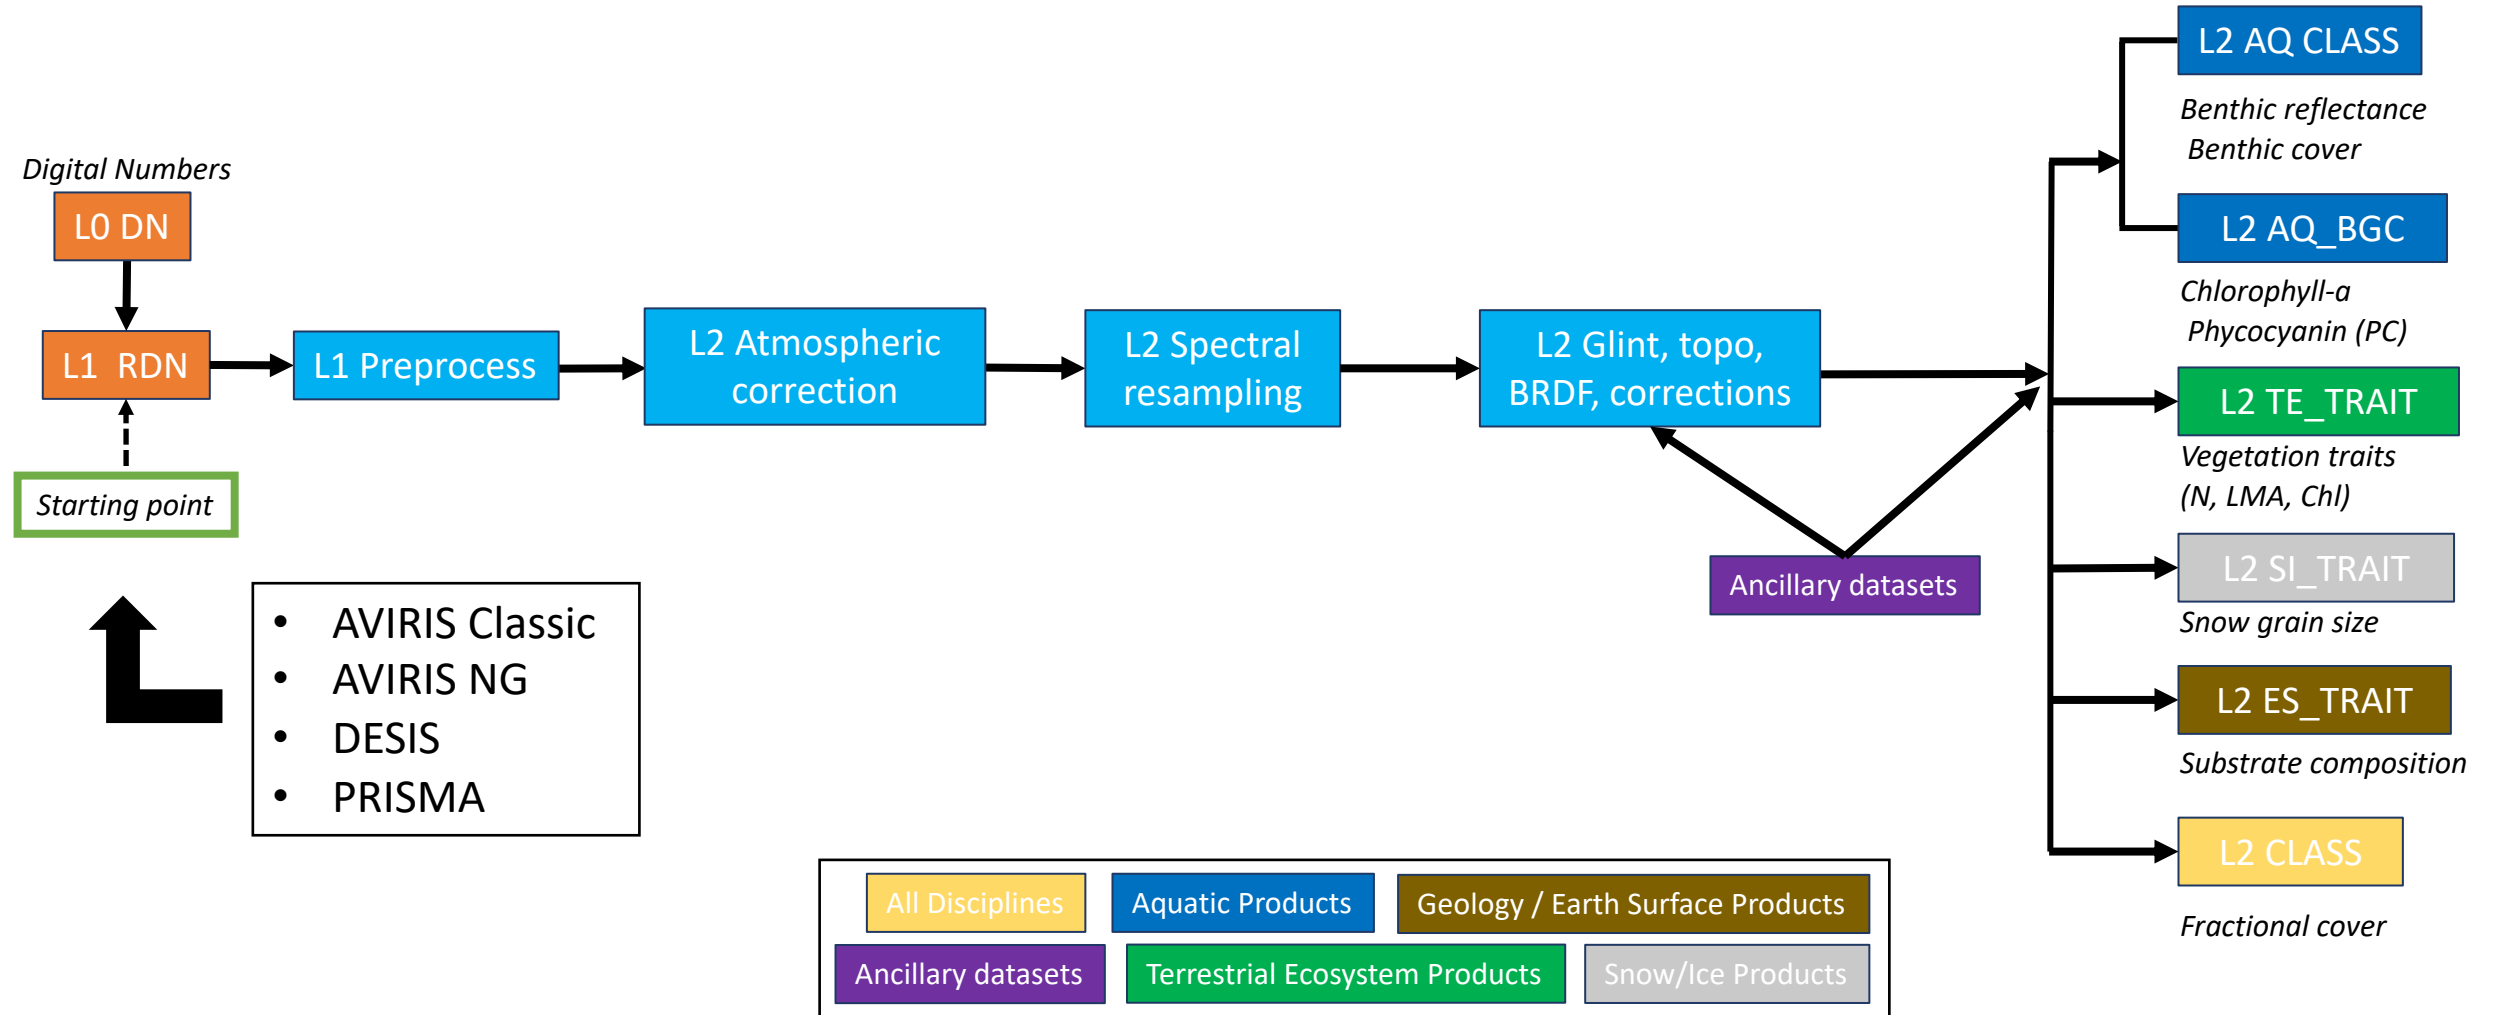 Digital Numbers
L0 DN
L1 RDN
Starting point
L1 Preprocess
L2 Atmospheric
correction
L2 Spectral
resampling
L2 Glint, topo,
BRDF, corrections
Ancillary datasets
• AVIRIS Classic
• AVIRIS NG
• DESIS
• PRISMA
L2 AQ CLASS
Benthic reflectance
Benthic cover
L2 AQ_BGC
Chlorophyll-a
Phycocyanin (PC)
L2 TE_TRAIT
Vegetation traits
(N, LMA, Chl)
L2 SI_TRAIT
Snow grain size
L2 ES_TRAIT
Substrate composition
L2 CLASS
Fractional cover
All Disciplines
Aquatic Products
Geology / Earth Surface Products
Ancillary datasets
Terrestrial Ecosystem Products
Snow/Ice Products